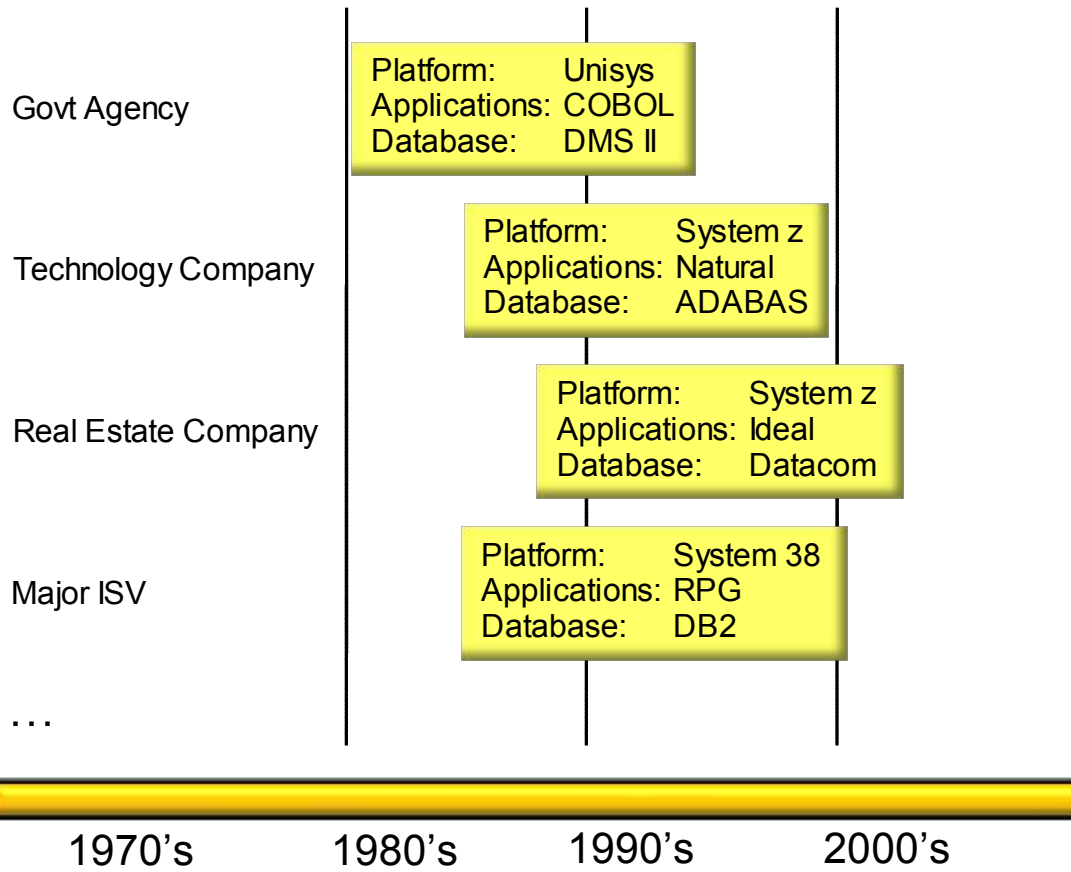 Govt Agency
Platform: Unisys
Applications: COBOL
Database: DMS II
Technology Company
Platform: System z
Applications: Natural
Database: ADABAS
Real Estate Company
Platform: System z
Applications: Ideal
Database: Datacom
Major ISV
Platform: System 38
Applications: RPG
Database: DB2
...
1970's 1980's 1990's 2000's